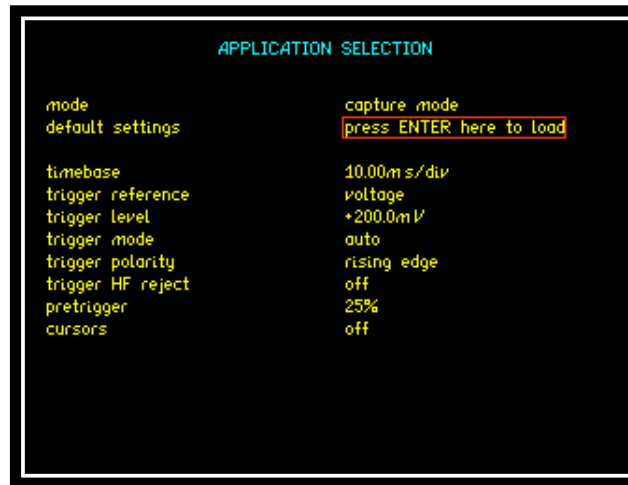 APPLICATION SELECTION
mode capture mode
default settings press ENTER here to load
timebase 10.00m s/div
trigger reference voltage
trigger level +200.0mV
trigger mode auto
trigger polarity rising edge
trigger HF reject off
pretrigger 25%
cursors off